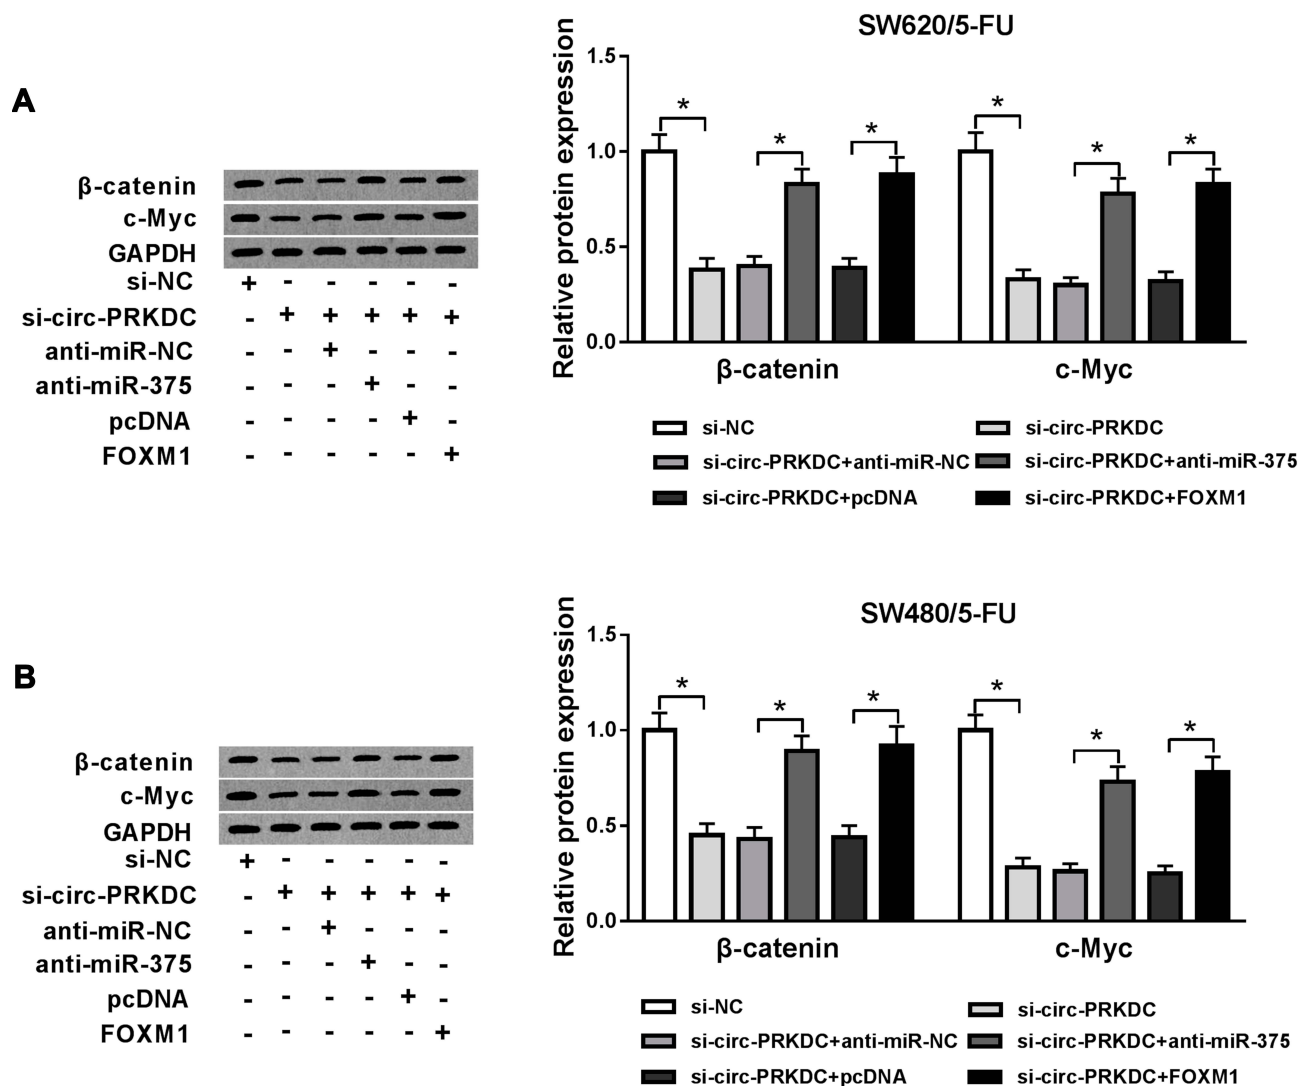 A
β-catenin
c-Myc
GAPDH
si-NC + - - - - -
si-circ-PRKDC - + + + + +
anti-miR-NC - - + - - -
anti-miR-375 - - - + - -
pcDNA - - - - + -
FOXM1 - - - - - +
SW620/5-FU
Relative protein expression
1.5
1.0
0.5
0.0
* * * * * *
β-catenin c-Myc
si-NC si-circ-PRKDC
si-circ-PRKDC+anti-miR-NC si-circ-PRKDC+anti-miR-375
si-circ-PRKDC+pcDNA si-circ-PRKDC+FOXM1
B
β-catenin
c-Myc
GAPDH
si-NC + - - - - -
si-circ-PRKDC - + + + + +
anti-miR-NC - - + - - -
anti-miR-375 - - - + - -
pcDNA - - - - + -
FOXM1 - - - - - +
SW480/5-FU
Relative protein expression
1.5
1.0
0.5
0.0
* * * * * *
β-catenin c-Myc
si-NC si-circ-PRKDC
si-circ-PRKDC+anti-miR-NC si-circ-PRKDC+anti-miR-375
si-circ-PRKDC+pcDNA si-circ-PRKDC+FOXM1